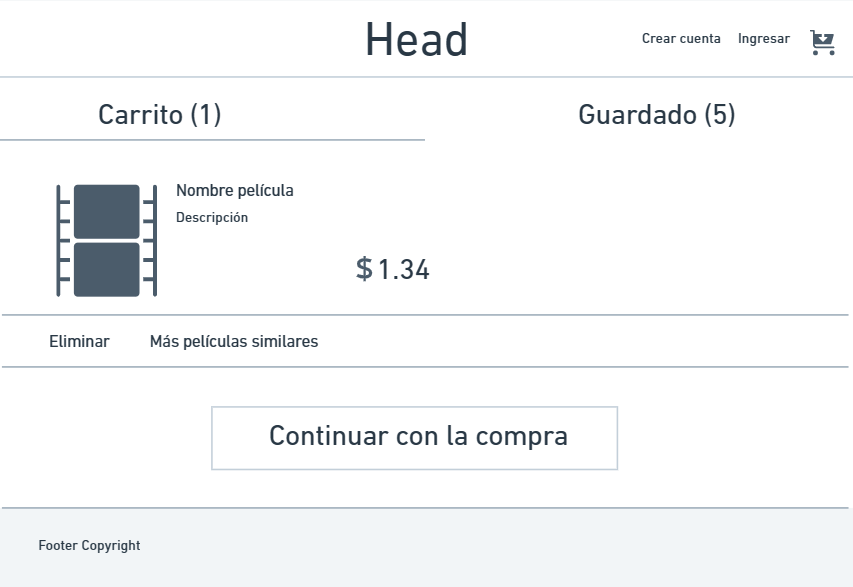 Head
Crear cuenta Ingresar
Carrito (1) Guardado (5)
Nombre película
Descripción
$ 1.34
Eliminar Más películas similares
Continuar con la compra
Footer Copyright